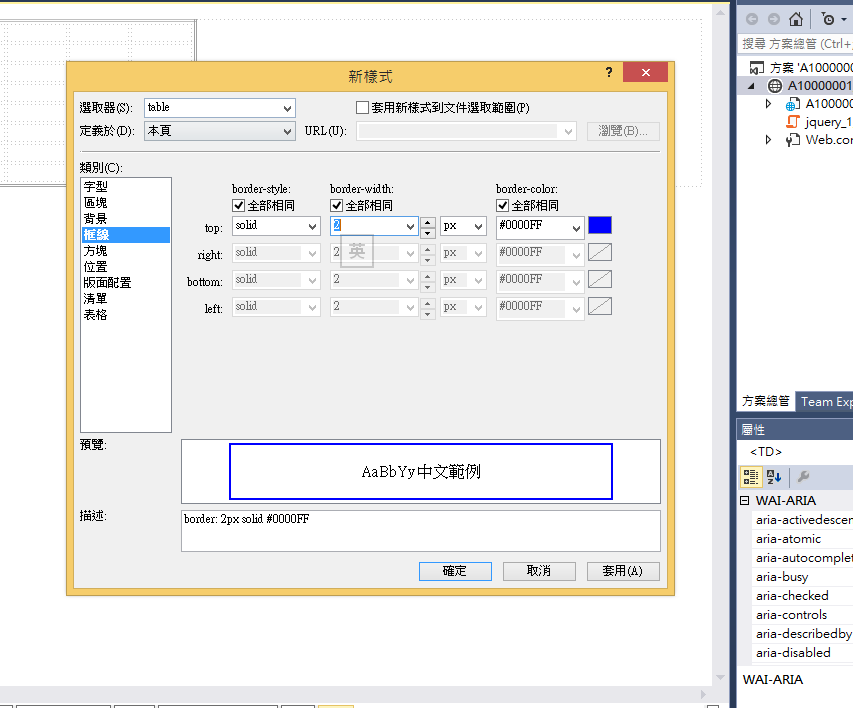 新樣式
?
選取器(S):
table
套用新樣式到文件選取範圍(P)
定義於(D):
本頁
URL(U):
瀏覽(B)...
類別(C):
字型
區塊
背景
框線
方塊
位置
版面配置
清單
表格
border-style:
border-width:
border-color:
全部相同
全部相同
全部相同
top:
solid
2
px
#0000FF
right:
solid
2
英
px
#0000FF
bottom:
solid
2
px
#0000FF
left:
solid
2
px
#0000FF
預覽:
AaBbYy中文範例
描述:
border: 2px solid #0000FF
確定
取消
套用(A)
搜尋 方案總管 (Ctrl+;
方案 'A1000000
A10000001
A100000
jquery_1
Web.con
方案總管
Team Exp
屬性
<TD>
WAI-ARIA
aria-activedescen
aria-atomic
aria-autocomplet
aria-busy
aria-checked
aria-controls
aria-describedby
aria-disabled
WAI-ARIA